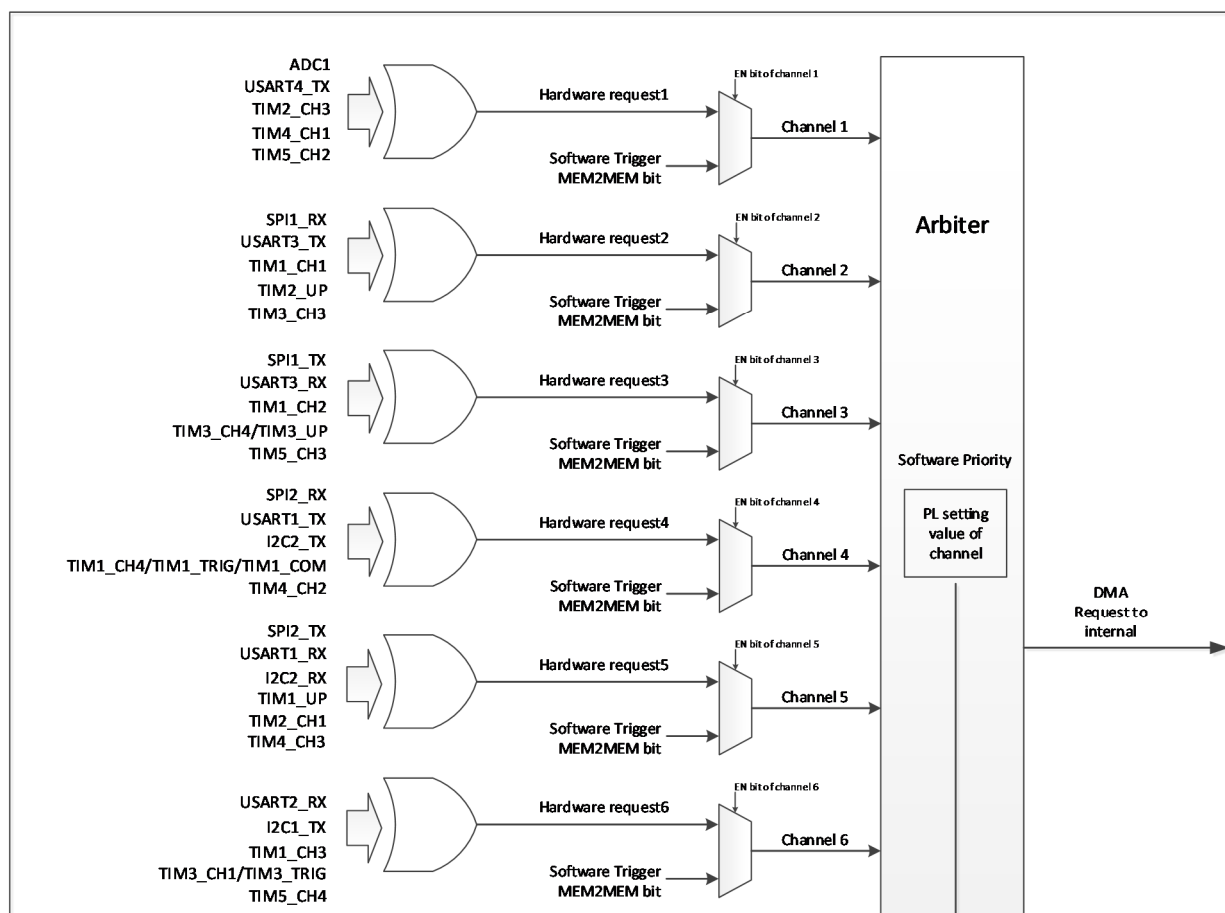 ADC1
USART4_TX
TIM2_CH3
TIM4_CH1
TIM5_CH2
Hardware request1
Software Trigger
MEM2MEM bit
EN bit of channel 1
Channel 1
SPI1_RX
USART3_TX
TIM1_CH1
TIM2_UP
TIM3_CH3
Hardware request2
Software Trigger
MEM2MEM bit
EN bit of channel 2
Channel 2
SPI1_TX
USART3_RX
TIM1_CH2
TIM3_CH4/TIM3_UP
TIM5_CH3
Hardware request3
Software Trigger
MEM2MEM bit
EN bit of channel 3
Channel 3
SPI2_RX
USART1_TX
I2C2_TX
TIM1_CH4/TIM1_TRIG/TIM1_COM
TIM4_CH2
Hardware request4
Software Trigger
MEM2MEM bit
EN bit of channel 4
Channel 4
SPI2_TX
USART1_RX
I2C2_RX
TIM1_UP
TIM2_CH1
TIM4_CH3
Hardware request5
Software Trigger
MEM2MEM bit
EN bit of channel 5
Channel 5
USART2_RX
I2C1_TX
TIM1_CH3
TIM3_CH1/TIM3_TRIG
TIM5_CH4
Hardware request6
Software Trigger
MEM2MEM bit
EN bit of channel 6
Channel 6
Arbiter
Software Priority
PL setting
value of
channel
DMA
Request to
internal